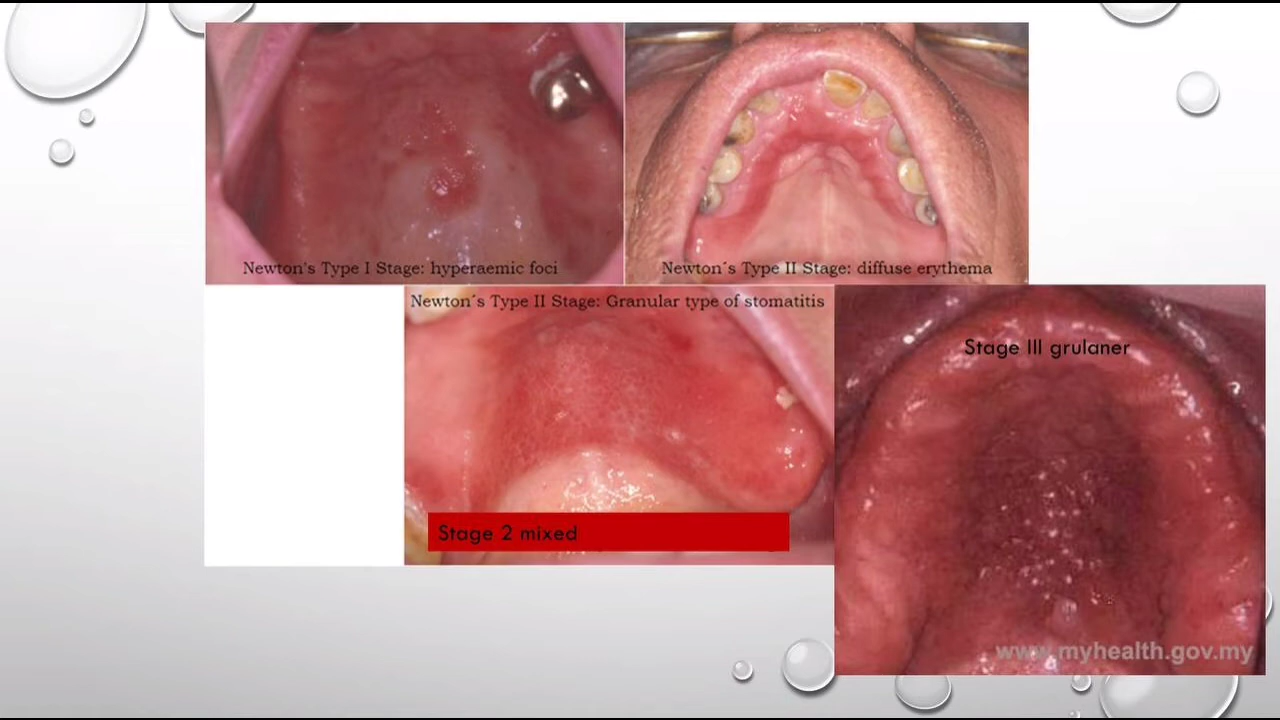 Newton's Type I Stage: hyperaemic foci
Newton´s Type II Stage: diffuse erythema
Newton´s Type II Stage: Granular type of stomatitis
Stage III grulaner
Stage 2 mixed
www.myhealth.gov.my